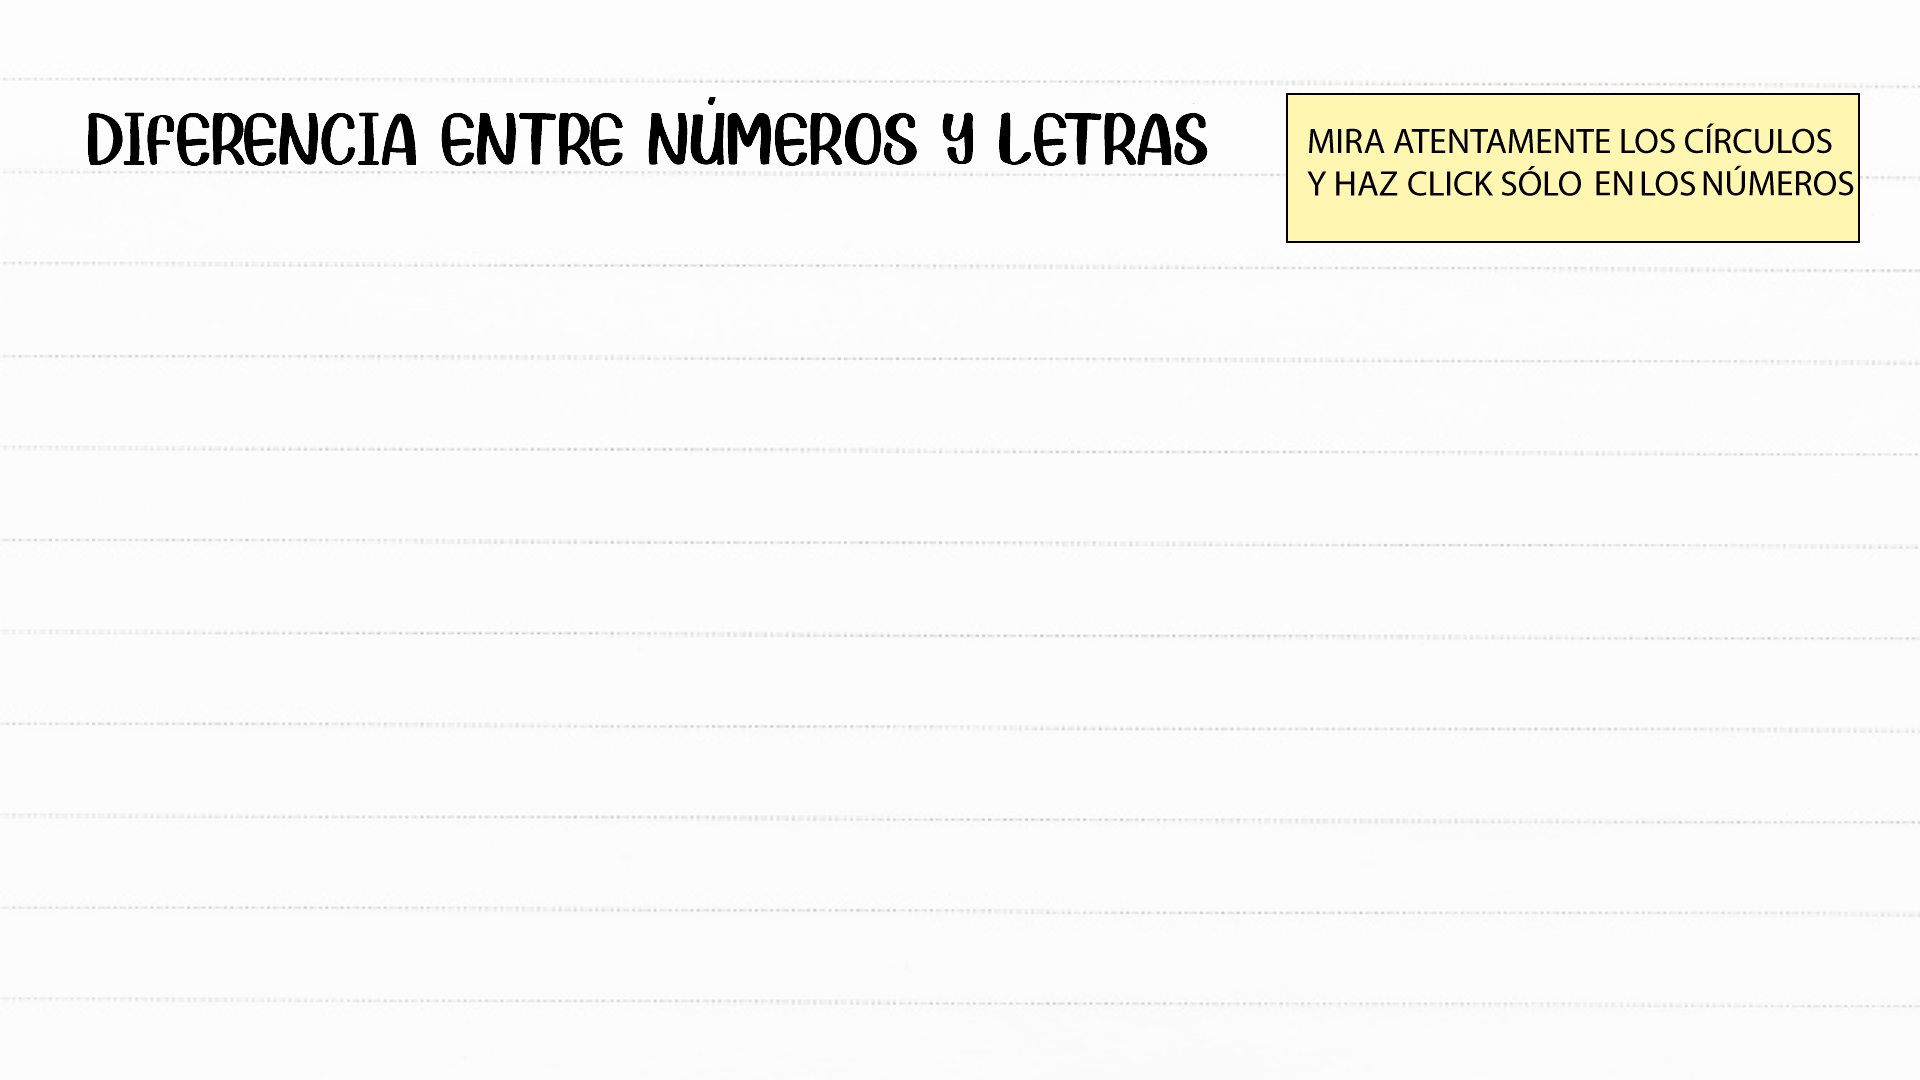 DIFERENCIA ENTRE NÚMEROS Y LETRAS
MIRA ATENTAMENTE LOS CÍRCULOS
Y HAZ CLICK SÓLO EN LOS NÚMEROS